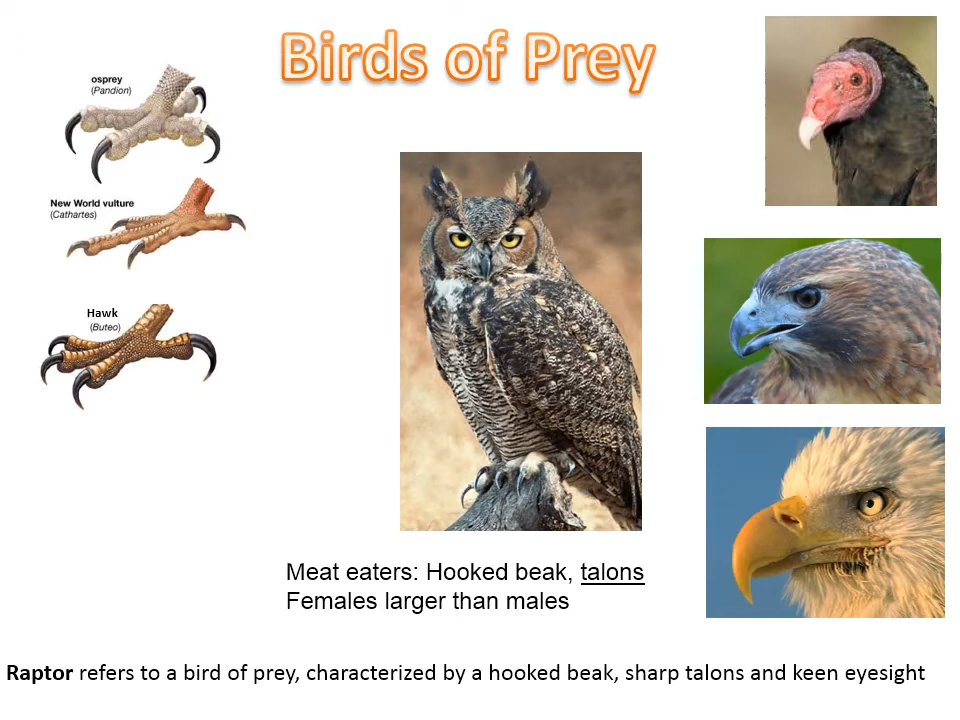 Birds of Prey
osprey
(Pandion)
New World vulture
(Cathartes)
Hawk
(Buteo)
Meat eaters: Hooked beak, talons
Females larger than males
Raptor refers to a bird of prey, characterized by a hooked beak, sharp talons and keen eyesight